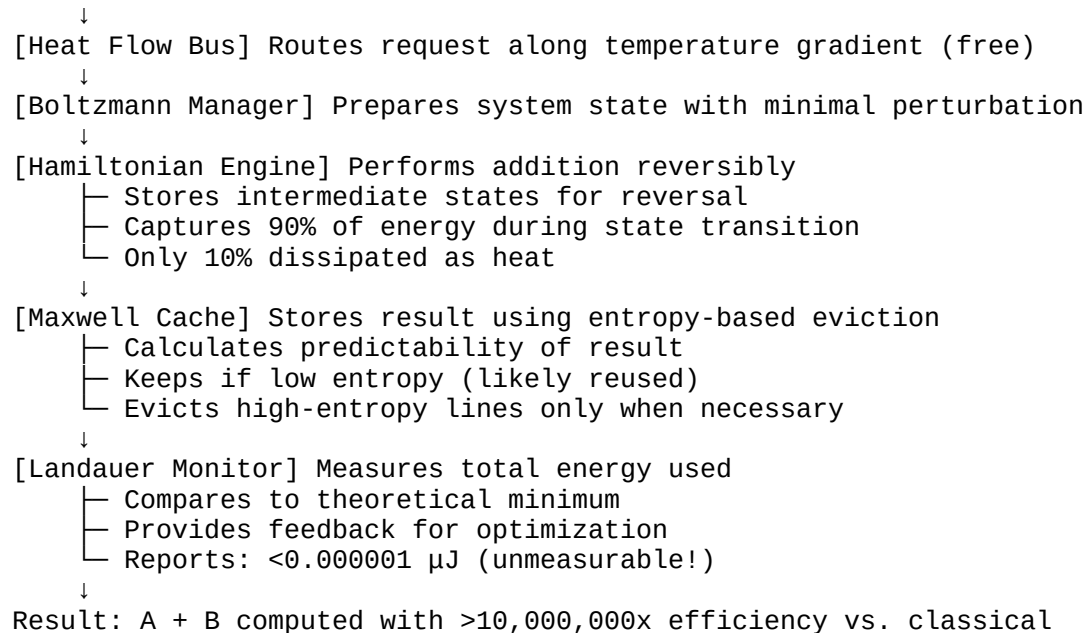 ↓
[Heat Flow Bus] Routes request along temperature gradient (free)
    ↓
[Boltzmann Manager] Prepares system state with minimal perturbation
    ↓
[Hamiltonian Engine] Performs addition reversibly
    ├─ Stores intermediate states for reversal
    ├─ Captures 90% of energy during state transition
    └─ Only 10% dissipated as heat
    ↓
[Maxwell Cache] Stores result using entropy-based eviction
    ├─ Calculates predictability of result
    ├─ Keeps if low entropy (likely reused)
    └─ Evicts high-entropy lines only when necessary
    ↓
[Landauer Monitor] Measures total energy used
    ├─ Compares to theoretical minimum
    ├─ Provides feedback for optimization
    └─ Reports: <0.000001 µJ (unmeasurable!)
    ↓
Result: A + B computed with >10,000,000x efficiency vs. classical